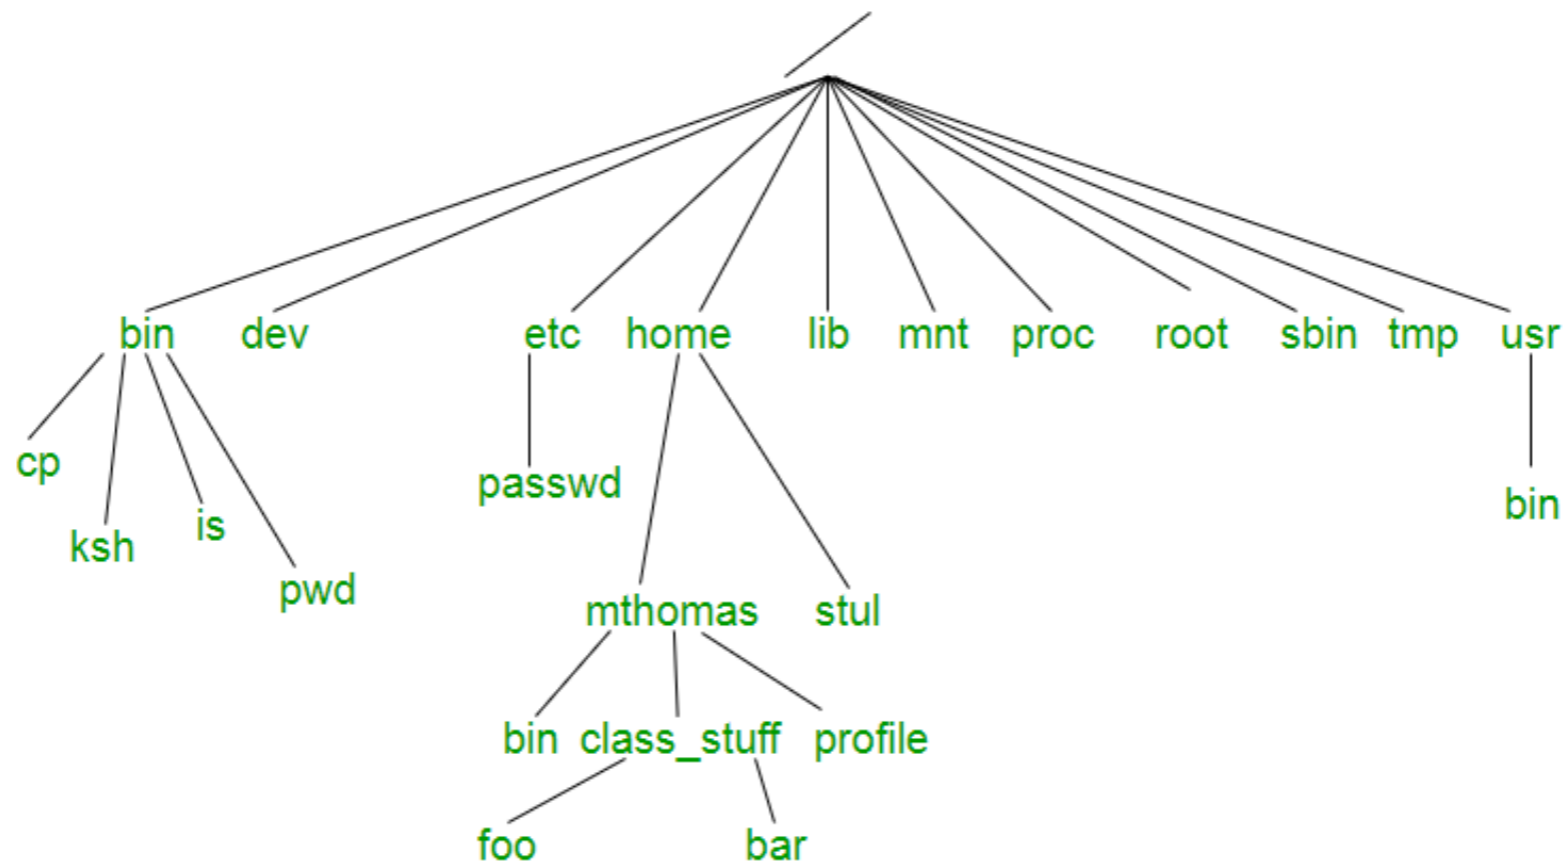 /
bin dev etc home lib mnt proc root sbin tmp usr
cp
passwd
bin
is
ksh
pwd
mthomas stul
bin class_stuff profile
foo bar